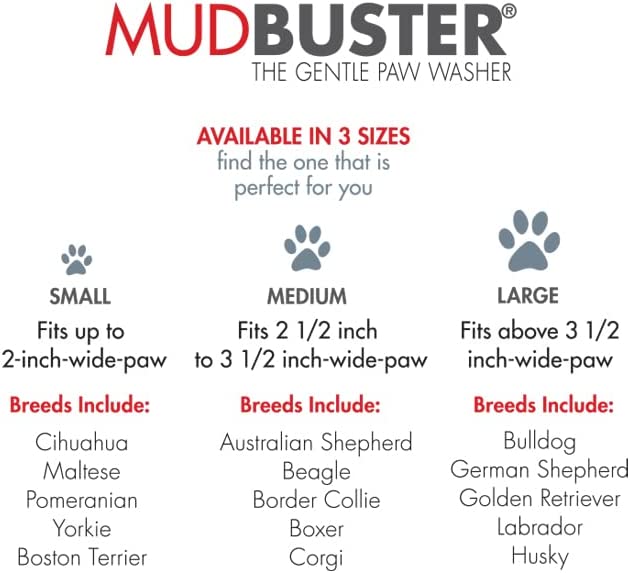 MUDBUSTER®
THE GENTLE PAW WASHER
AVAILABLE IN 3 SIZES
find the one that is
perfect for you
SMALL
Fits up to
2-inch-wide-paw
Breeds Include:
Cihuahua
Maltese
Pomeranian
Yorkie
Boston Terrier
MEDIUM
Fits 2 1/2 inch
to 3 1/2 inch-wide-paw
Breeds Include:
Australian Shepherd
Beagle
Border Collie
Boxer
Corgi
LARGE
Fits above 3 1/2
inch-wide-paw
Breeds Include:
Bulldog
German Shepherd
Golden Retriever
Labrador
Husky